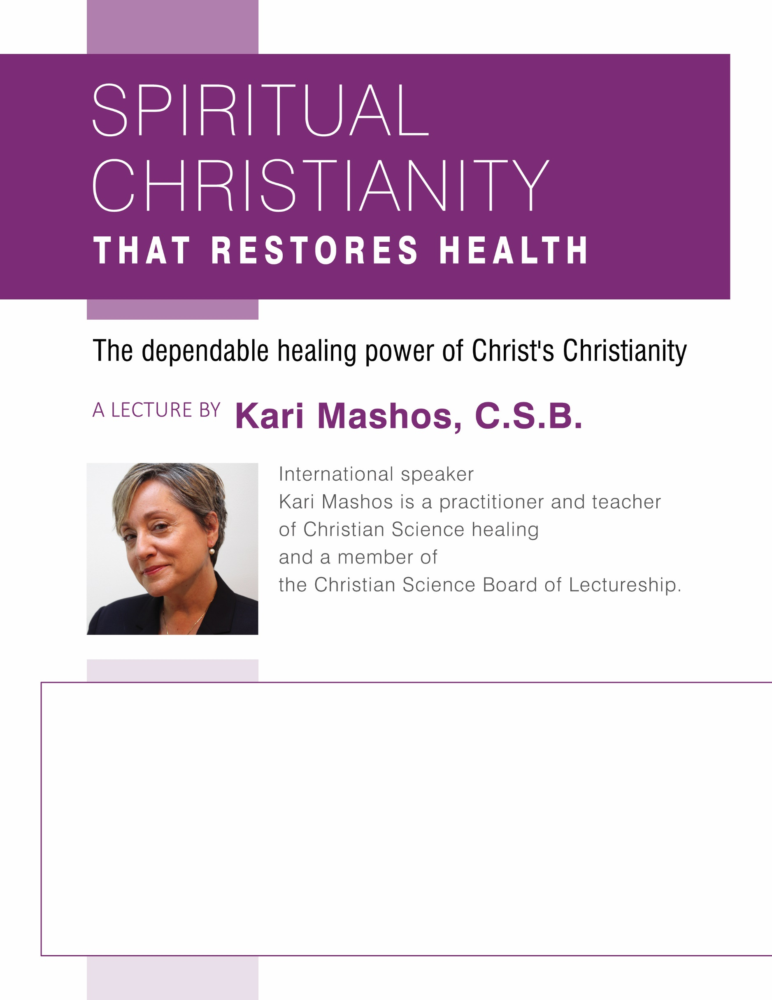 SPIRITUAL
CHRISTIANITY
THAT RESTORES HEALTH
The dependable healing power of Christ's Christianity
A LECTURE BY Kari Mashos, C.S.B.
International speaker
Kari Mashos is a practitioner and teacher
of Christian Science healing
and a member of
the Christian Science Board of Lectureship.